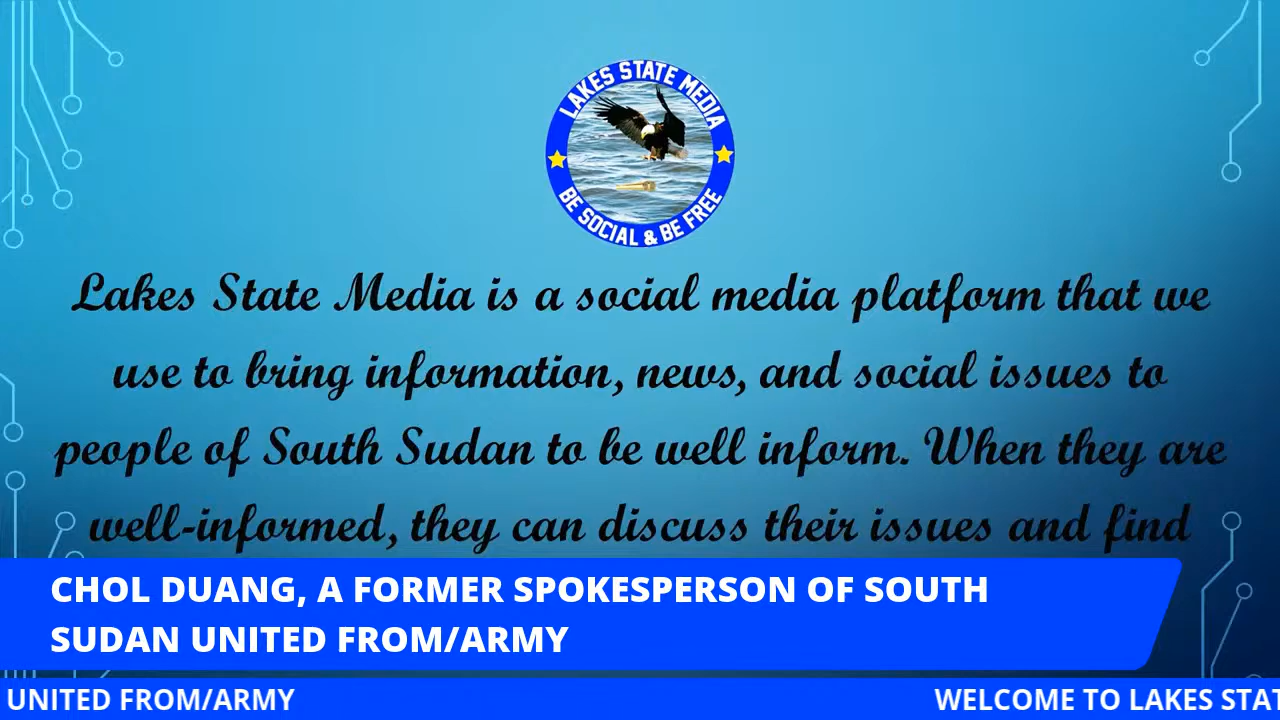 LAKES STATE MEDIA
BE SOCIAL & BE FREE
Lakes State Media is a social media platform that we
use to bring information, news, and social issues to
people of South Sudan to be well inform. When they are
well-informed, they can discuss their issues and find
CHOL DUANG, A FORMER SPOKESPERSON OF SOUTH
SUDAN UNITED FROM/ARMY
UNITED FROM/ARMY WELCOME TO LAKES STAT